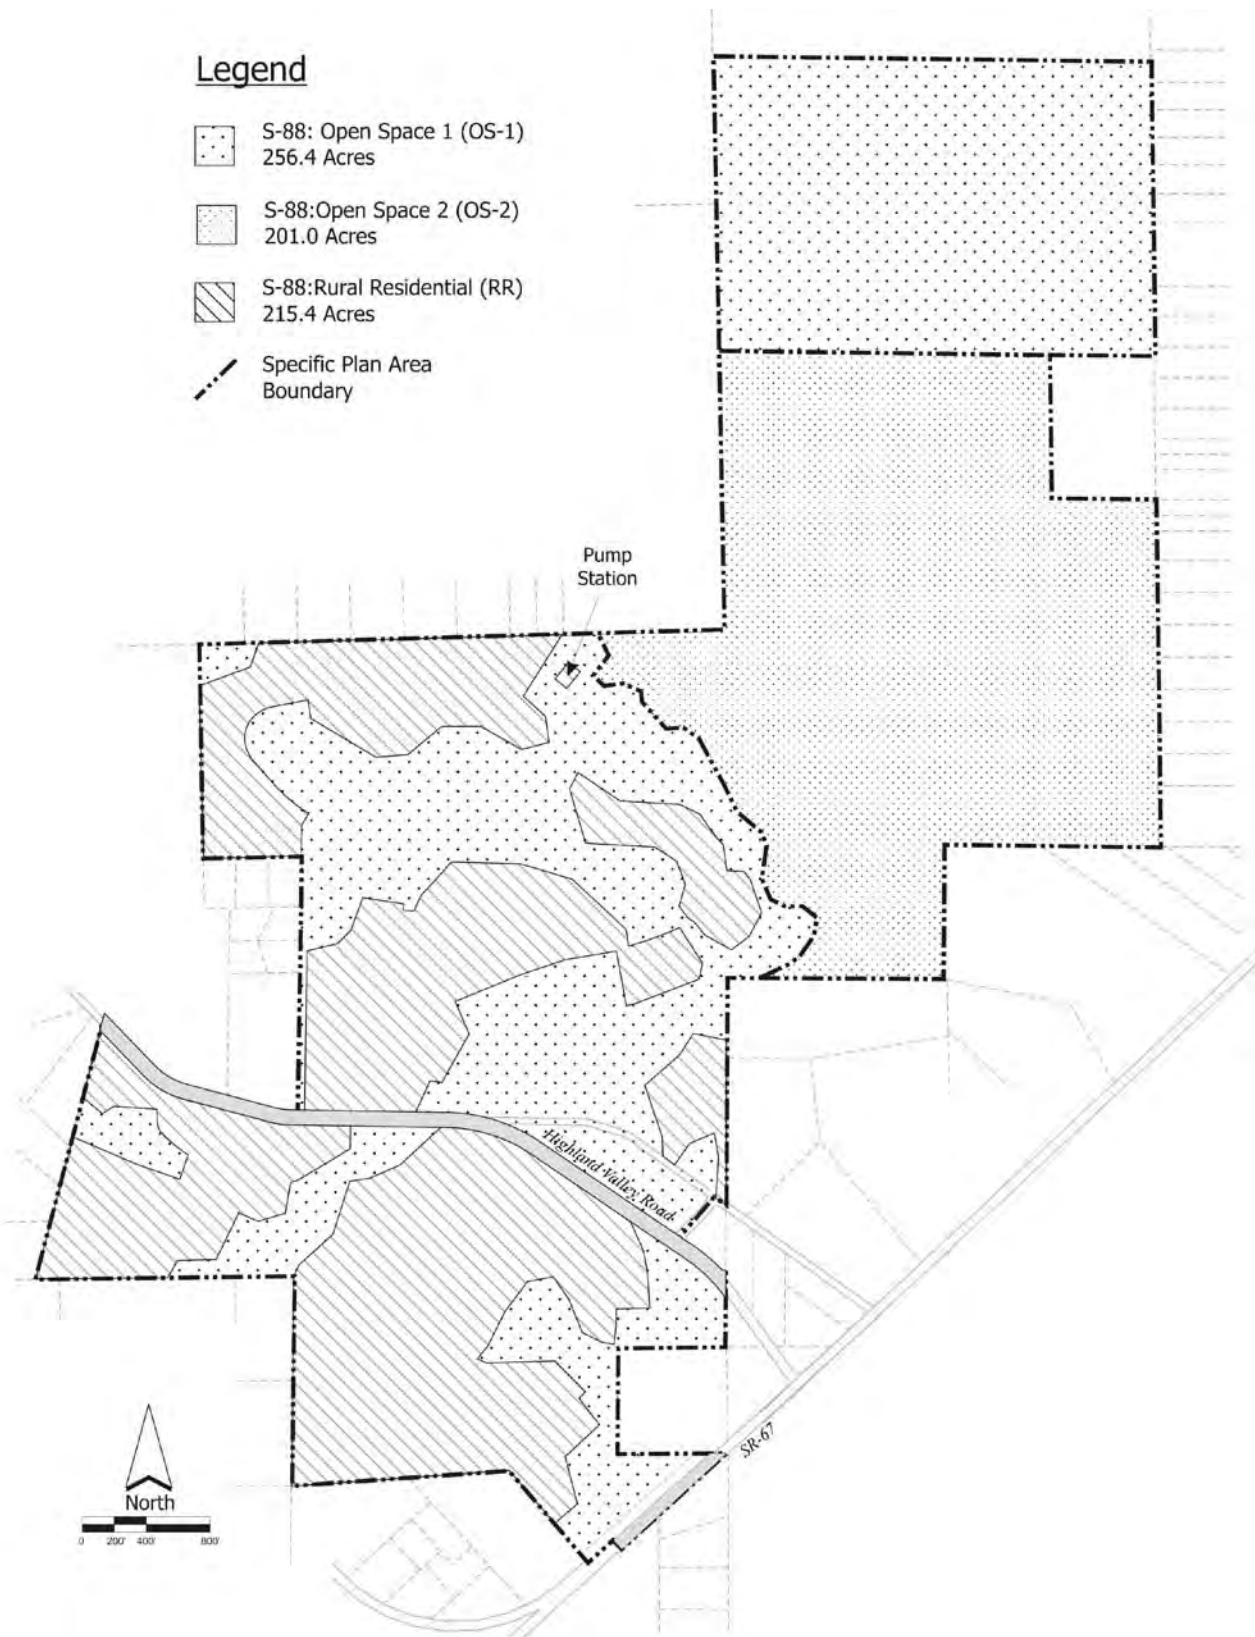 Legend
S-88: Open Space 1 (OS-1)
256.4 Acres
S-88:Open Space 2 (OS-2)
201.0 Acres
S-88:Rural Residential (RR)
215.4 Acres
Specific Plan Area
Boundary
Pump
Station
Highland Valley Road
SR-67
North
0 200' 400' 800'